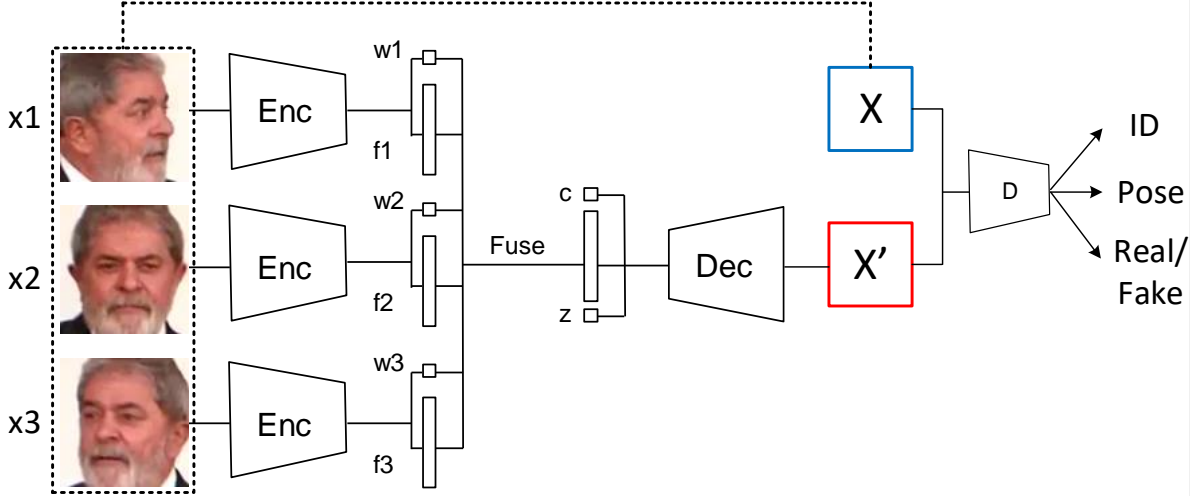 x1
Enc
w1
f1
x2
Enc
w2
f2
x3
Enc
w3
f3
Fuse
c
z
Dec
X
X'
D
ID
Pose
Real/
Fake